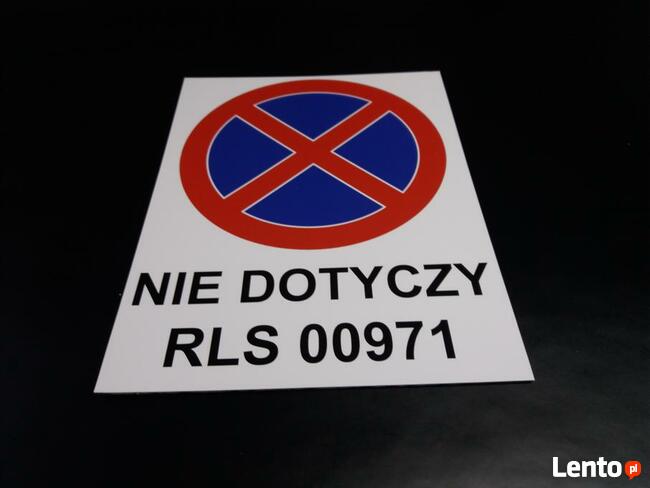 NIE DOTYCZY
RLS 00971
Lento.pl